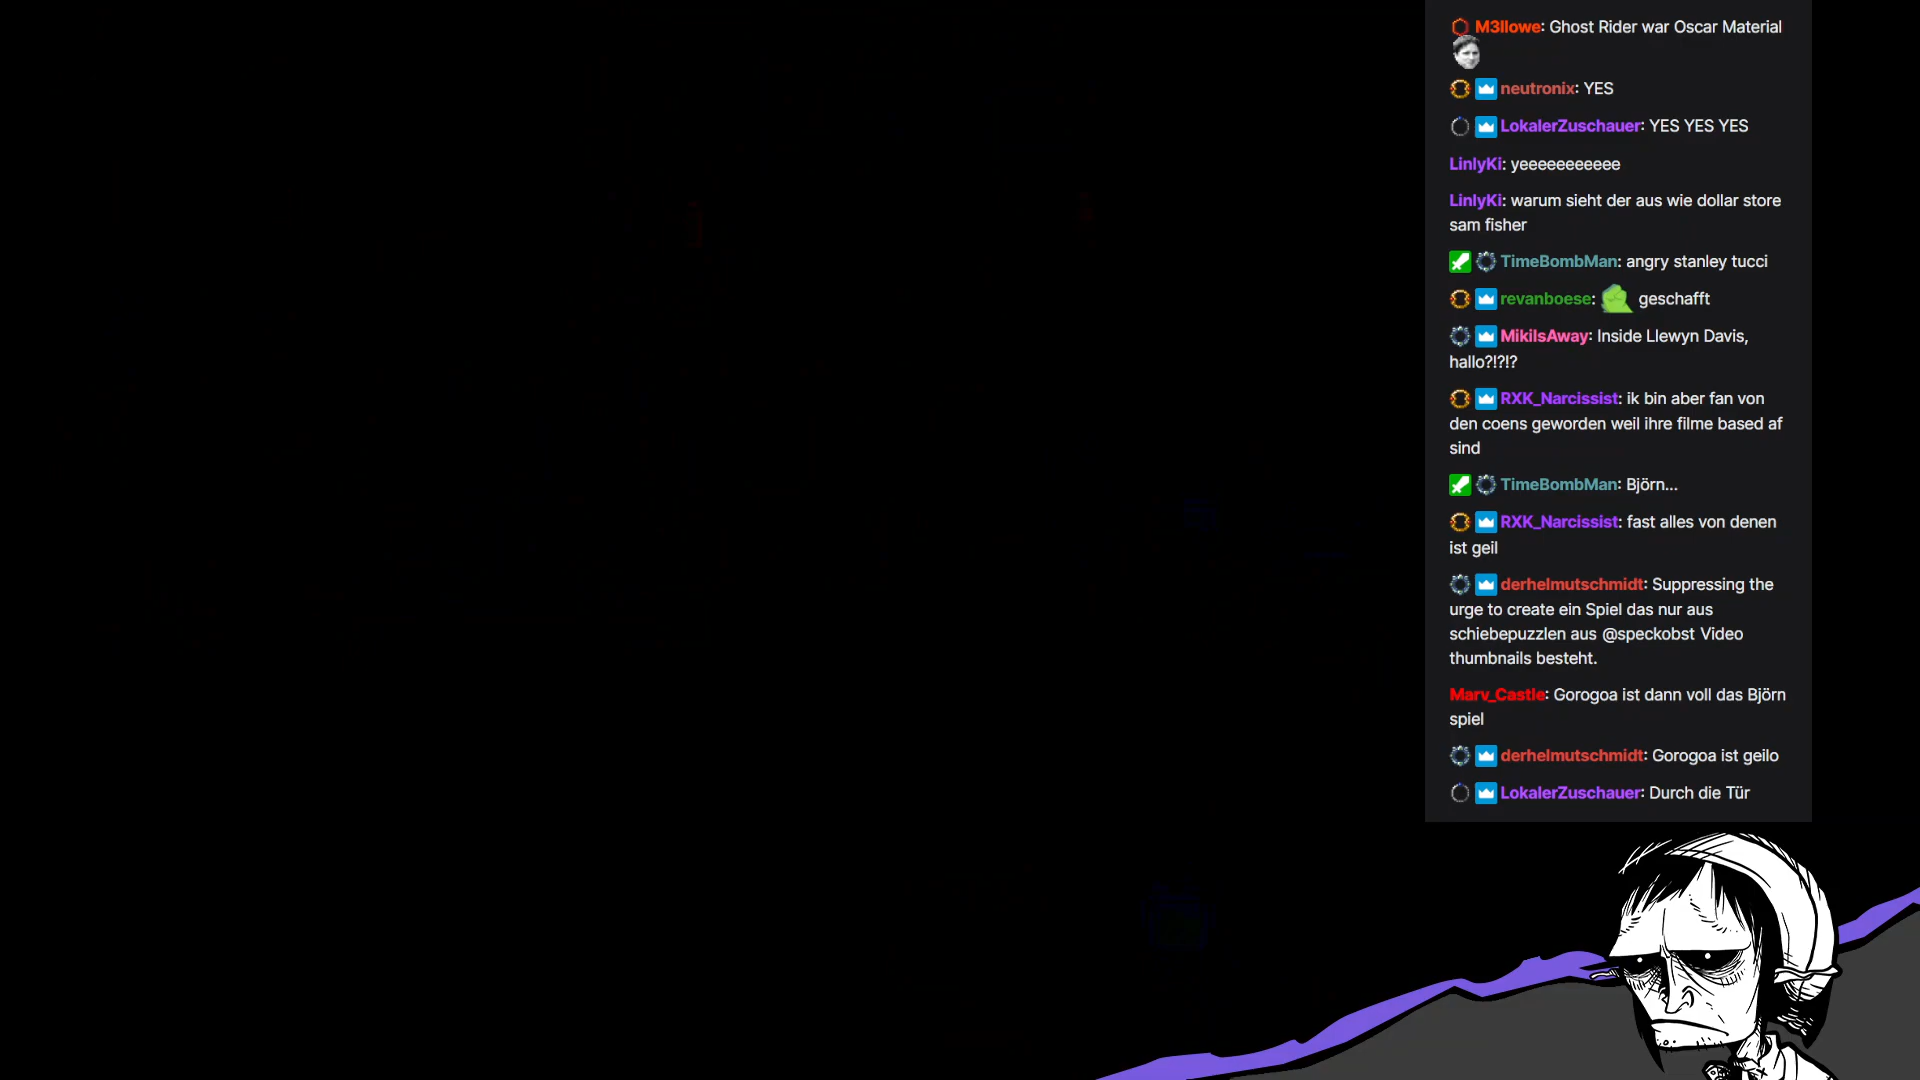 M3llowe: Ghost Rider war Oscar Material
neutronix: YES
LokalerZuschauer: YES YES YES
LinlyKi: yeeeeeeeeeee
LinlyKi: warum sieht der aus wie dollar store
sam fisher
TimeBombMan: angry stanley tucci
revanboese: geschafft
MikiIsAway: Inside Llewyn Davis,
hallo?!?!?
RXK_Narcissist: ik bin aber fan von
den coens geworden weil ihre filme based af
sind
TimeBombMan: Björn...
RXK_Narcissist: fast alles von denen
ist geil
derhelmutschmidt: Suppressing the
urge to create ein Spiel das nur aus
schiebepuzzlen aus @speckobst Video
thumbnails besteht.
Marv_Castle: Gorogoa ist dann voll das Björn
spiel
derhelmutschmidt: Gorogoa ist geilo
LokalerZuschauer: Durch die Tür